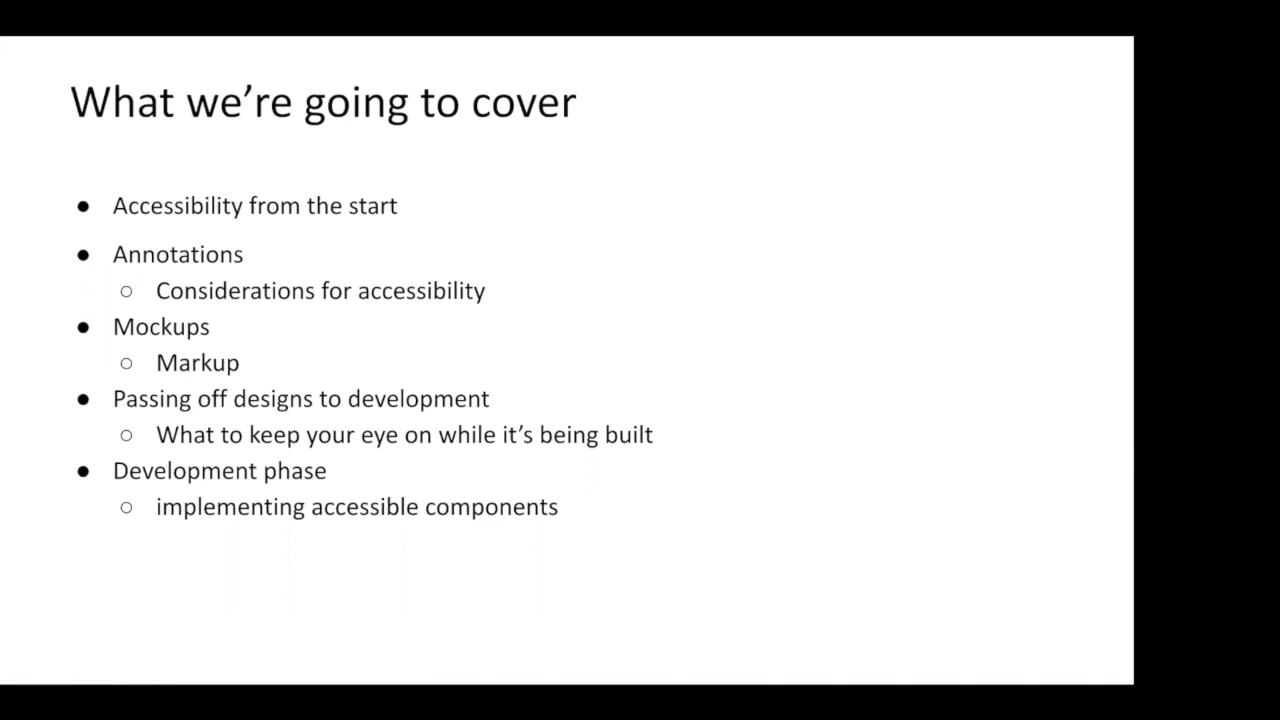 What we’re going to cover
● Accessibility from the start
● Annotations
○ Considerations for accessibility
● Mockups
○ Markup
● Passing off designs to development
○ What to keep your eye on while it’s being built
● Development phase
○ implementing accessible components